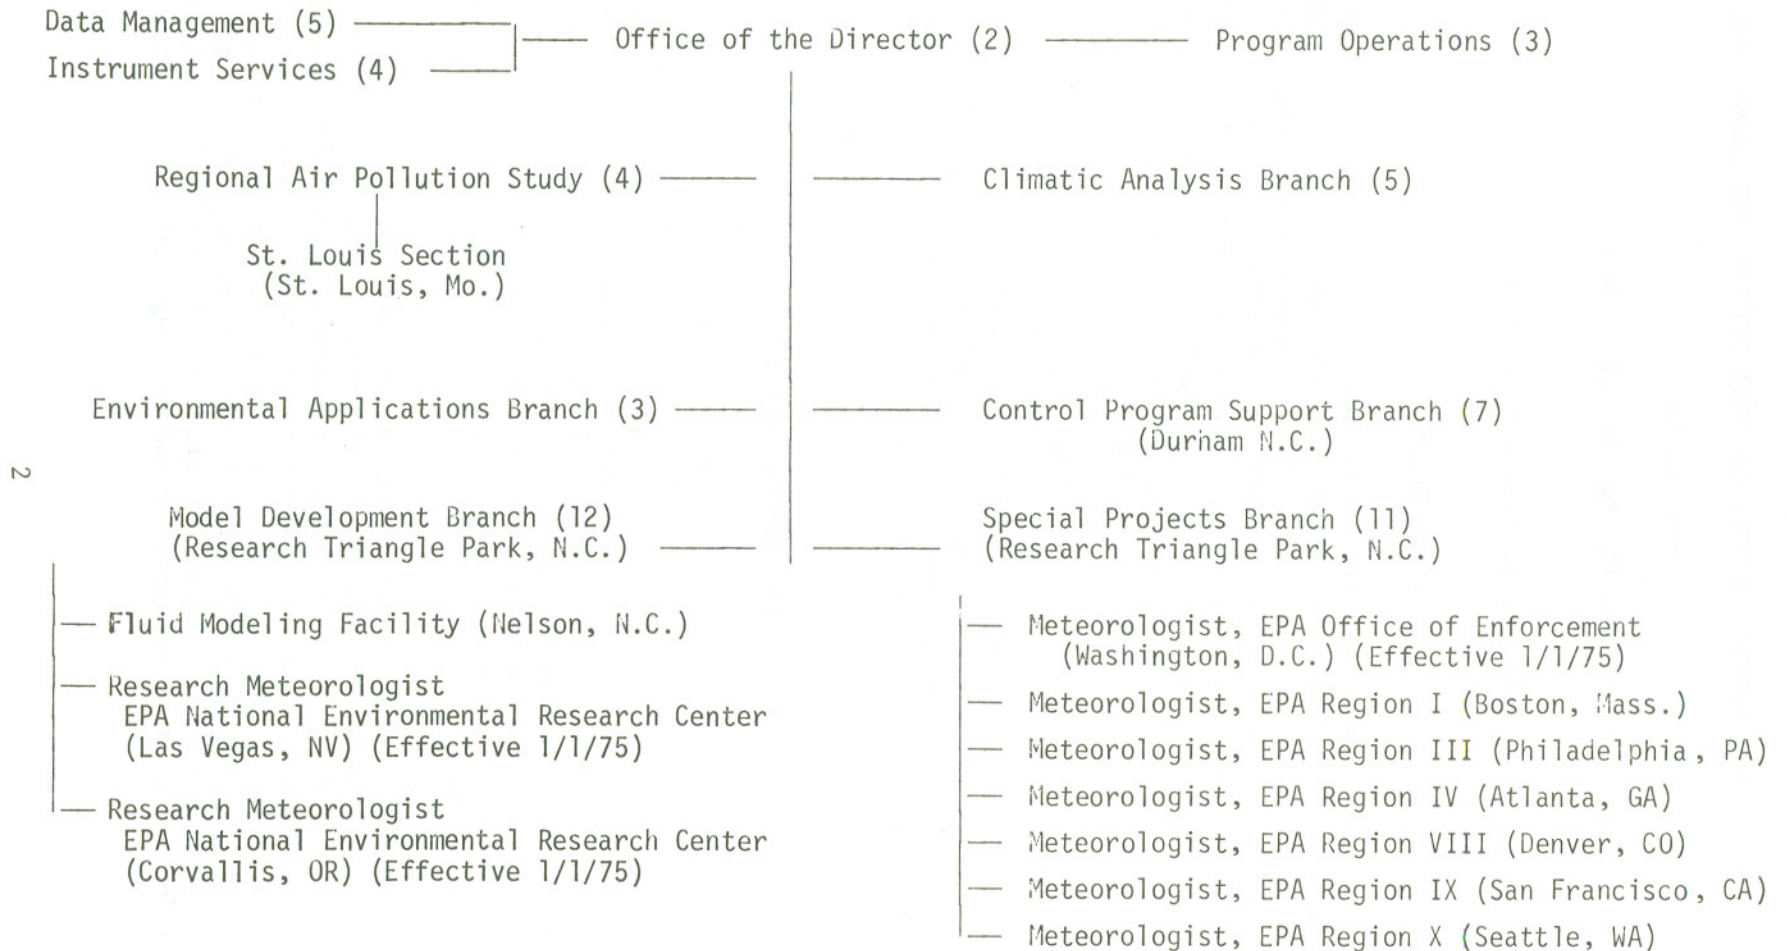 Data Management (5)
Instrument Services (4)
Office of the Director (2)
Program Operations (3)
Regional Air Pollution Study (4)
St. Louis Section
(St. Louis, Mo.)
Climatic Analysis Branch (5)
Environmental Applications Branch (3)
Control Program Support Branch (7)
(Durham N.C.)
2
Model Development Branch (12)
(Research Triangle Park, N.C.)
Special Projects Branch (11)
(Research Triangle Park, N.C.)
Fluid Modeling Facility (Nelson, N.C.)
Research Meteorologist
EPA National Environmental Research Center
(Las Vegas, NV) (Effective 1/1/75)
Research Meteorologist
EPA National Environmental Research Center
(Corvallis, OR) (Effective 1/1/75)
Meteorologist, EPA Office of Enforcement
(Washington, D.C.) (Effective 1/1/75)
Meteorologist, EPA Region I (Boston, Mass.)
Meteorologist, EPA Region III (Philadelphia, PA)
Meteorologist, EPA Region IV (Atlanta, GA)
Meteorologist, EPA Region VIII (Denver, CO)
Meteorologist, EPA Region IX (San Francisco, CA)
Meteorologist, EPA Region X (Seattle, WA)